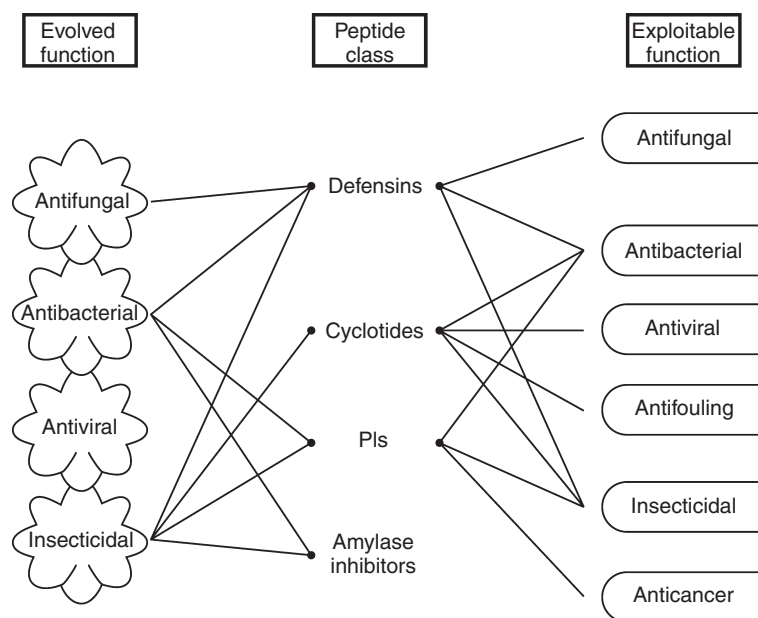 Evolved
function
Peptide
class
Exploitable
function
Antifungal
Antibacterial
Antiviral
Insecticidal
Defensins
Cyclotides
PIs
Amylase
inhibitors
Antifungal
Antibacterial
Antiviral
Antifouling
Insecticidal
Anticancer